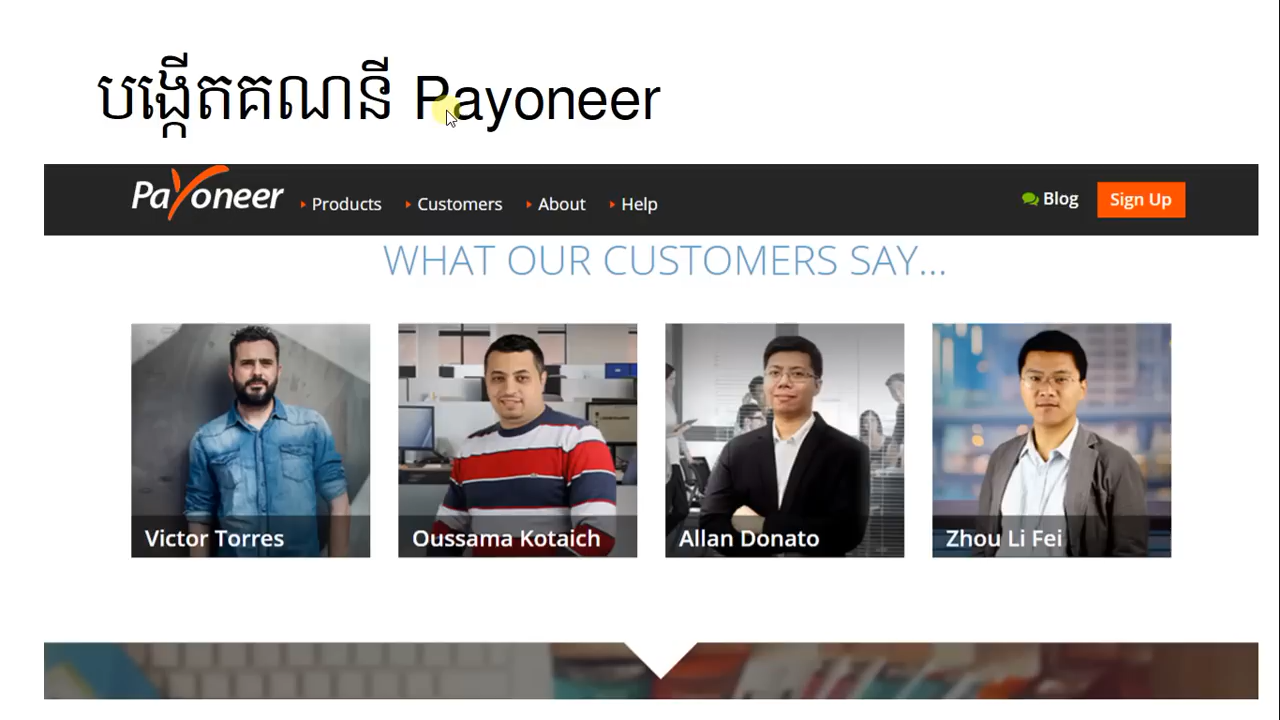 បង្កើតគណនី Payoneer
Payoneer Products Customers About Help Blog Sign Up
WHAT OUR CUSTOMERS SAY...
Victor Torres Oussama Kotaich Allan Donato Zhou Li Fei